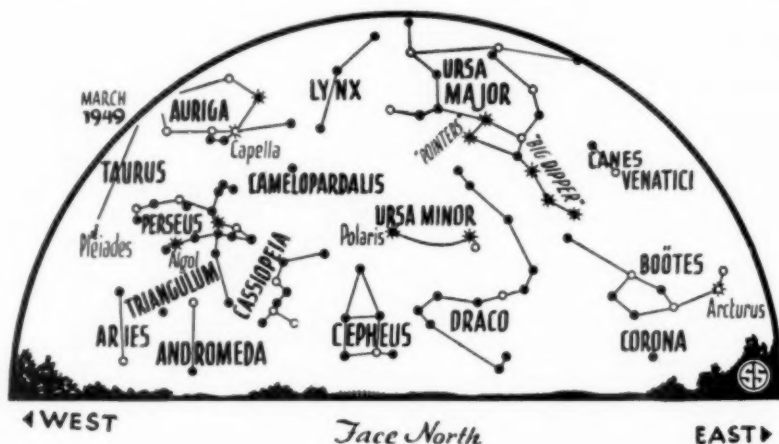 MARCH
1949
AURIGA
Capella
LYNX
URSA
MAJOR
"POINTERS"
"BIG DIPPER"
CANES
VENATICI
TAURUS
CAMELOPARDALIS
Pleiades
PERSEUS
Algol
TRIANGULUM
CASSIOPEIA
Polaris
URSA MINOR
BOÖTES
Arcturus
ARIES
ANDROMEDA
CEPHEUS
DRACO
CORONA
SS
◄WEST
Face North
EAST►